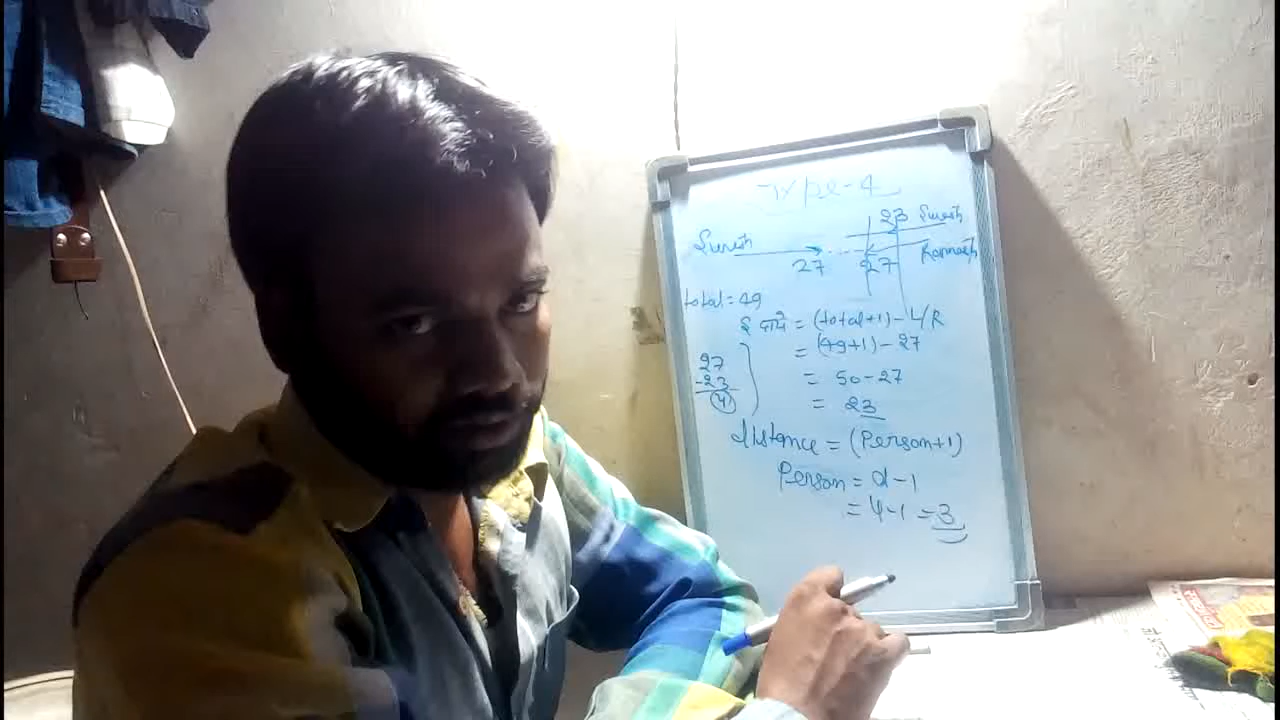 Type-4
23 Suresh
Suresh 27 27 Ramesh
total = 49
दायें = (total+1) - L/R
= (49+1) - 27
27
-23
4
= 50-27
= 23
distance = (Person+1)
Person = d-1
= 4-1 = 3